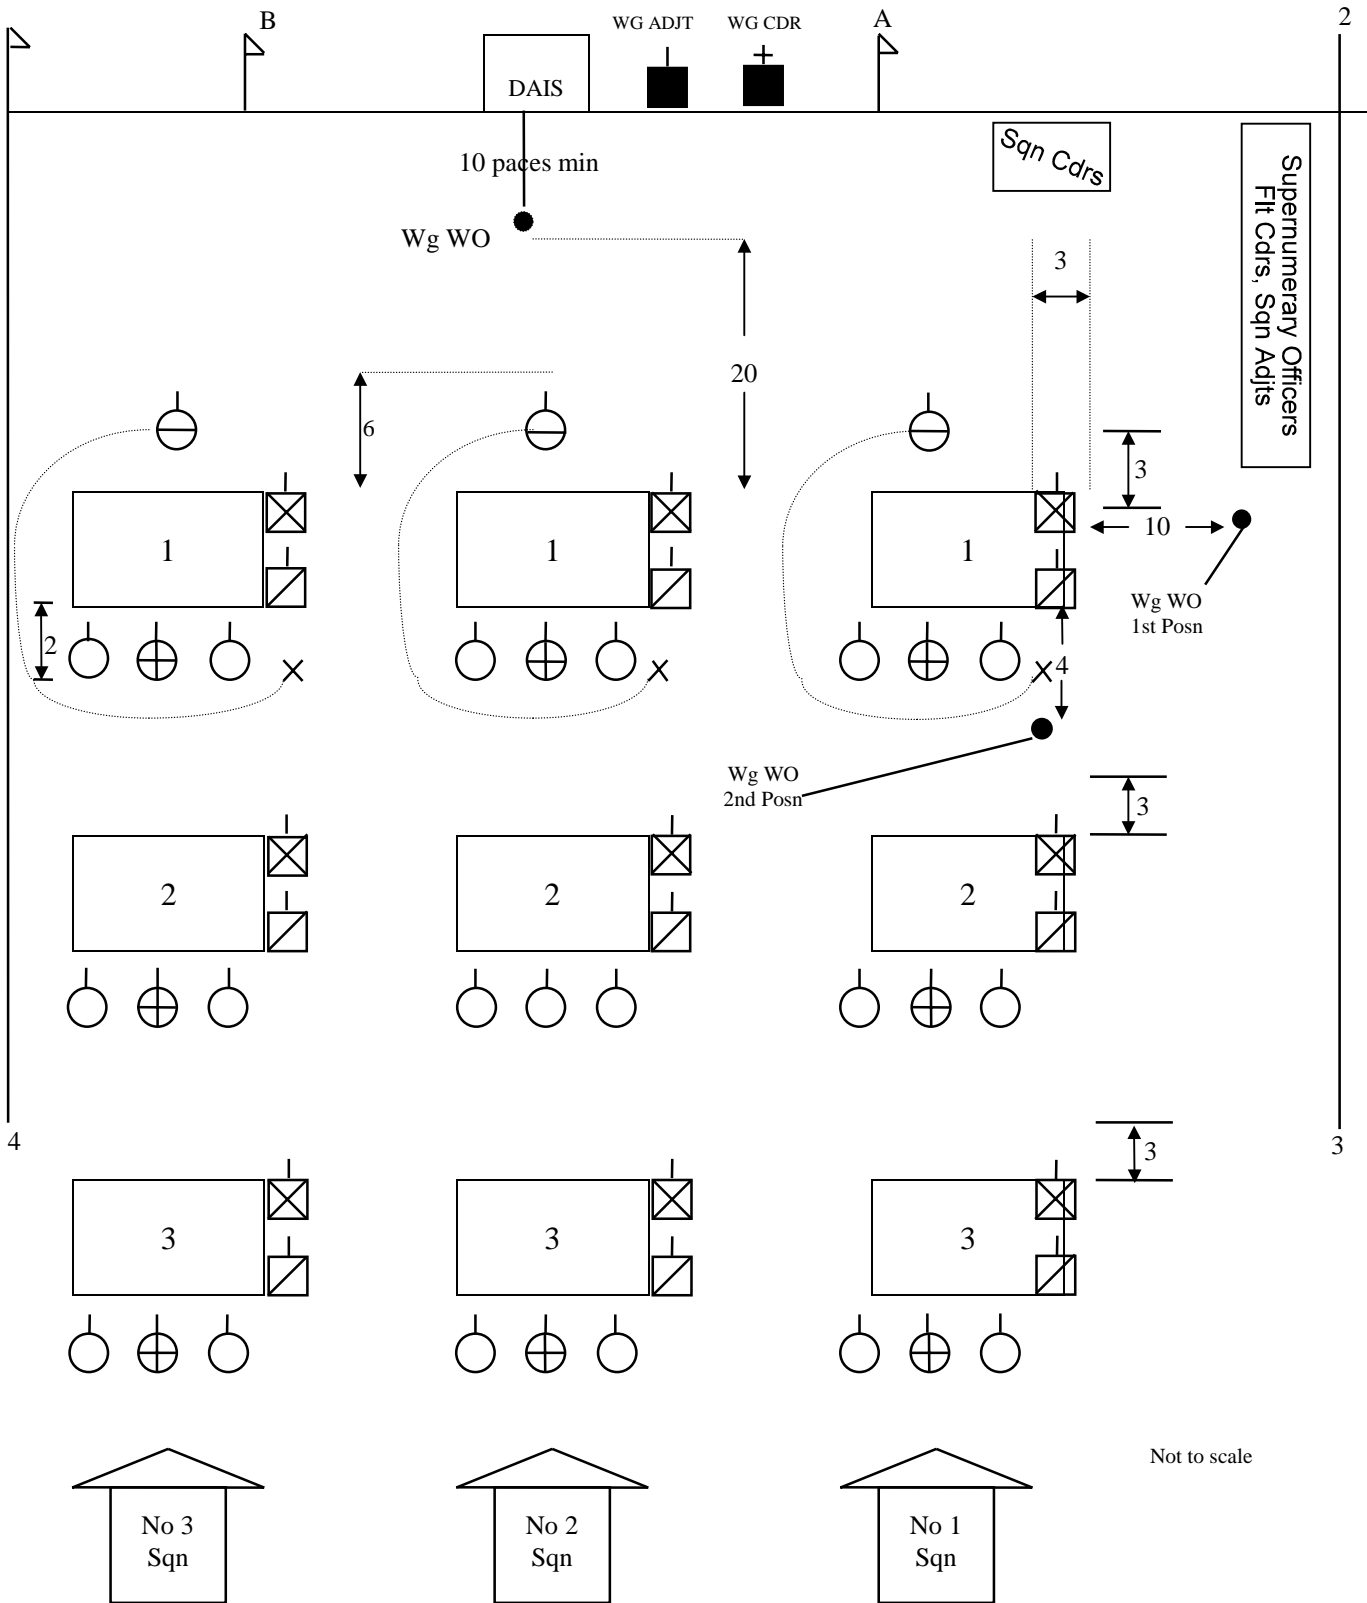 B
WG ADJT
WG CDR
A
2
DAIS
Sqn Cdrs
10 paces min
Supernumerary Officers
Flt Cdrs, Sqn Adjts
Wg WO
3
20
6
3
1
1
1
10
Wg WO
1st Posn
2
4
Wg WO
2nd Posn
3
2
2
2
4
3
3
3
3
3
Not to scale
No 3
Sqn
No 2
Sqn
No 1
Sqn